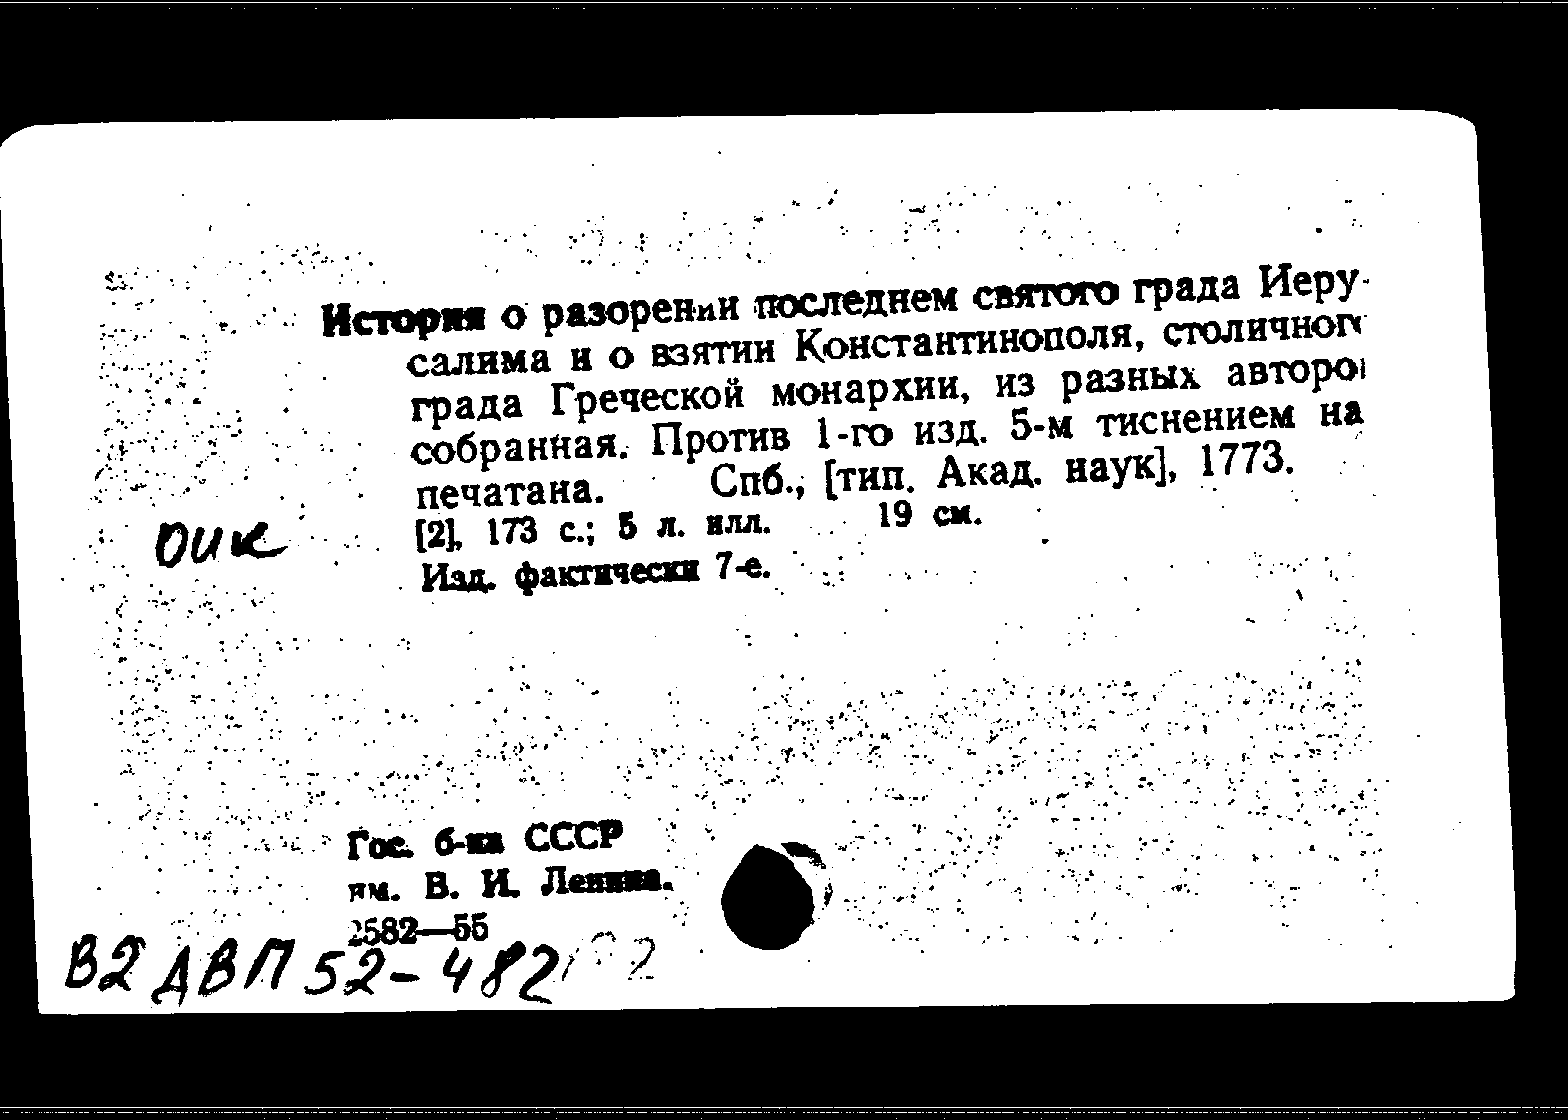 История о разорении последнем святого града Иеру-
салима и о взятии Константинополя, столичного
града Греческой монархии, из разных авторов
собранная. Против 1-го изд. 5-м тиснением на
печатана. Спб., [тип. Акад. наук], 1773.
[2], 173 с.; 5 л. илл. 19 см.
оик
Изд. фактически 7-е.
Гос. б-ка СССР
им. В. И. Ленина.
2582—55
В2 ДВП 52-482